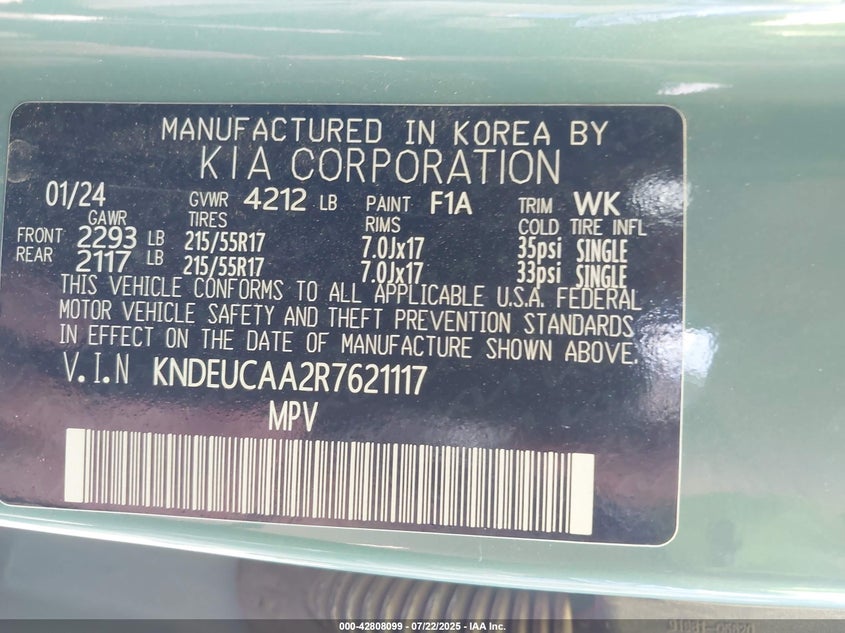 MANUFACTURED IN KOREA BY
KIA CORPORATION
01/24 GVWR 4212 LB PAINT F1A TRIM WK
GAWR TIRES RIMS COLD TIRE INFL
FRONT 2293 LB 215/55R17 7.0Jx17 35psi SINGLE
REAR 2117 LB 215/55R17 7.0Jx17 33psi SINGLE
THIS VEHICLE CONFORMS TO ALL APPLICABLE U.S.A. FEDERAL
MOTOR VEHICLE SAFETY AND THEFT PREVENTION STANDARDS
IN EFFECT ON THE DATE OF MANUFACTURE SHOWN ABOVE.
V.I.N KNDEUCAA2R7621117
MPV
000-42808099 - 07/22/2025 - IAA Inc.